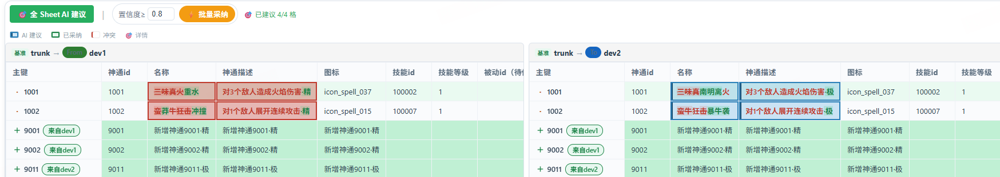 全 Sheet AI 建议 | 置信度≥ 0.8 批量采纳 已建议 4/4 格
AI 建议 已采纳 冲突 详情
基准 trunk → From dev1
主键 神通id 名称 神通描述 图标 技能id 技能等级 被动id（待
· 1001 1001 三味真火重水 对3个敌人造成火焰伤害·精 icon_spell_037 100002 1
· 1002 1002 蛮莽牛狂击冲撞 对1个敌人展开连续攻击·精 icon_spell_015 100007 1
+ 9001 来自dev1 9001 新增神通9001·精 新增神通9001·精 新增神通9001·精
+ 9002 来自dev1 9002 新增神通9002·精 新增神通9002·精 新增神通9002·精
+ 9011 来自dev2 9011 新增神通9011·极 新增神通9011·极 新增神通9011·极
基准 trunk → To dev2
主键 神通id 名称 神通描述 图标 技能id 技能等级
· 1001 1001 三味真南明离火 对3个敌人造成火焰伤害·极 icon_spell_037 100002 1
· 1002 1002 蛮牛狂击暴牛袭 对1个敌人展开连续攻击·极 icon_spell_015 100007 1
+ 9001 来自dev1 9001 新增神通9001·精 新增神通9001·精 新增神通9001·精
+ 9002 来自dev1 9002 新增神通9002·精 新增神通9002·精 新增神通9002·精
+ 9011 来自dev2 9011 新增神通9011·极 新增神通9011·极 新增神通9011·极